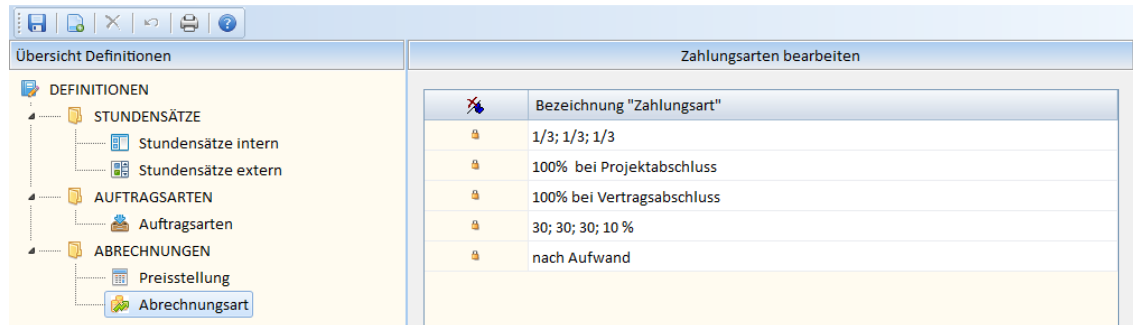 Übersicht Definitionen
Zahlungsarten bearbeiten
DEFINITIONEN
STUNDENSÄTZE
Stundensätze intern
Stundensätze extern
AUFTRAGSARTEN
Auftragsarten
ABRECHNUNGEN
Preisstellung
Abrechnungsart
Bezeichnung "Zahlungsart"
1/3; 1/3; 1/3
100% bei Projektabschluss
100% bei Vertragsabschluss
30; 30; 30; 10 %
nach Aufwand